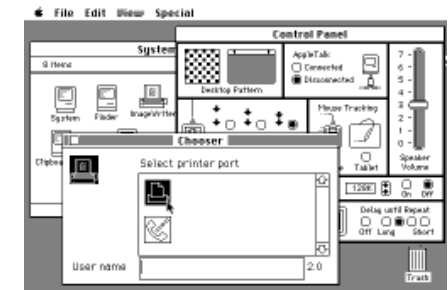 File Edit View Special
Control Panel
System
8 items
AppleTalk:
Connected
Disconnected
Desktop Pattern
System
Finder
ImageWriter
Mouse Tracking
Tablet
7
6
5
4
3
2
1
0
Speaker
Volume
Chooser
Select printer port
128K
On
Off
Delay until Repeat
Off Long Short
User name
2.0
Trash